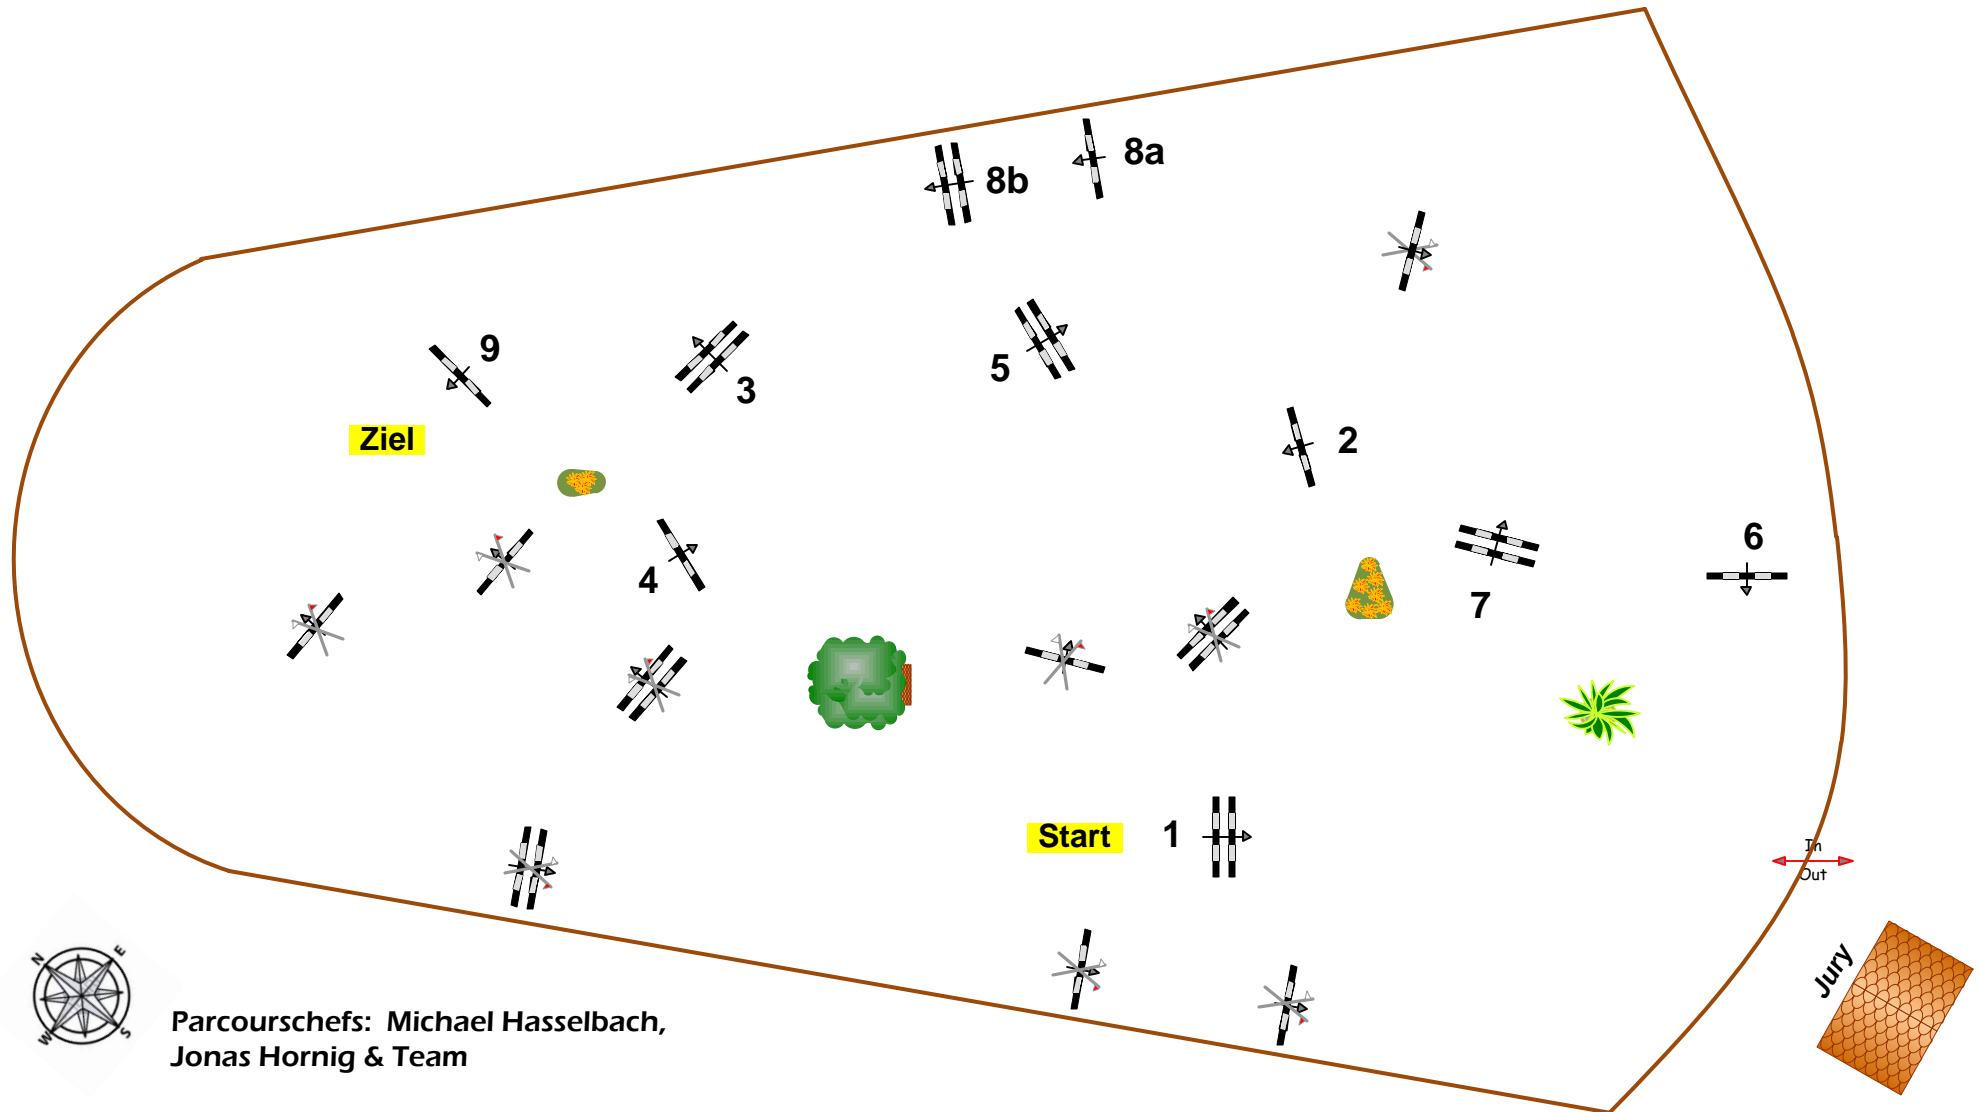 8a
8b
9
3
5
2
Ziel
6
4
7
Start
1
In
Out
Jury
N
E
W
S
Parcourschefs: Michael Hasselbach,
Jonas Hornig & Team